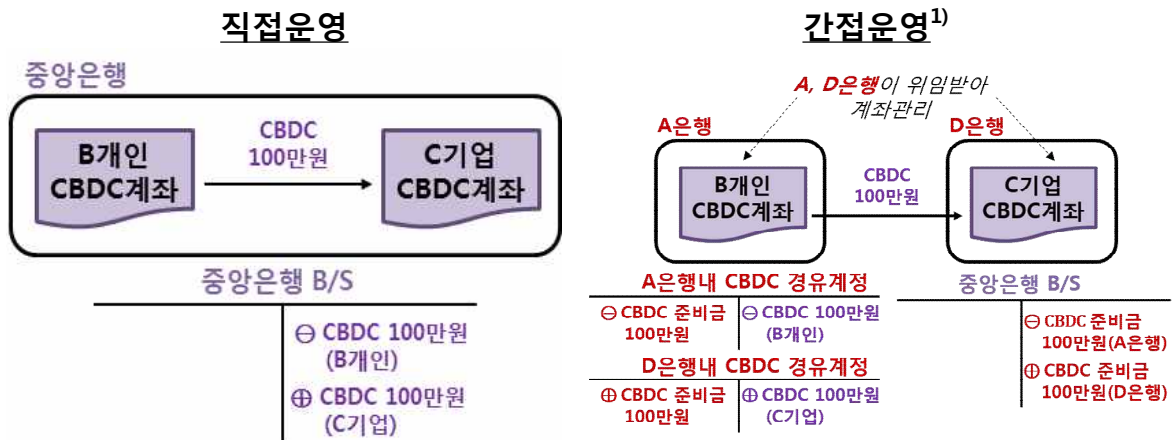 직접운영
중앙은행
B개인
CBDC계좌
CBDC
100만원
C기업
CBDC계좌
중앙은행 B/S
⊖ CBDC 100만원
(B개인)
⊕ CBDC 100만원
(C기업)
간접운영1)
A, D은행이 위임받아
계좌관리
A은행
D은행
B개인
CBDC계좌
CBDC
100만원
C기업
CBDC계좌
A은행내 CBDC 경유계정
⊖ CBDC 준비금
100만원
⊖ CBDC 100만원
(B개인)
D은행내 CBDC 경유계정
⊕ CBDC 준비금
100만원
⊕ CBDC 100만원
(C기업)
중앙은행 B/S
⊖ CBDC 준비금
100만원(A은행)
⊕ CBDC 준비금
100만원(D은행)